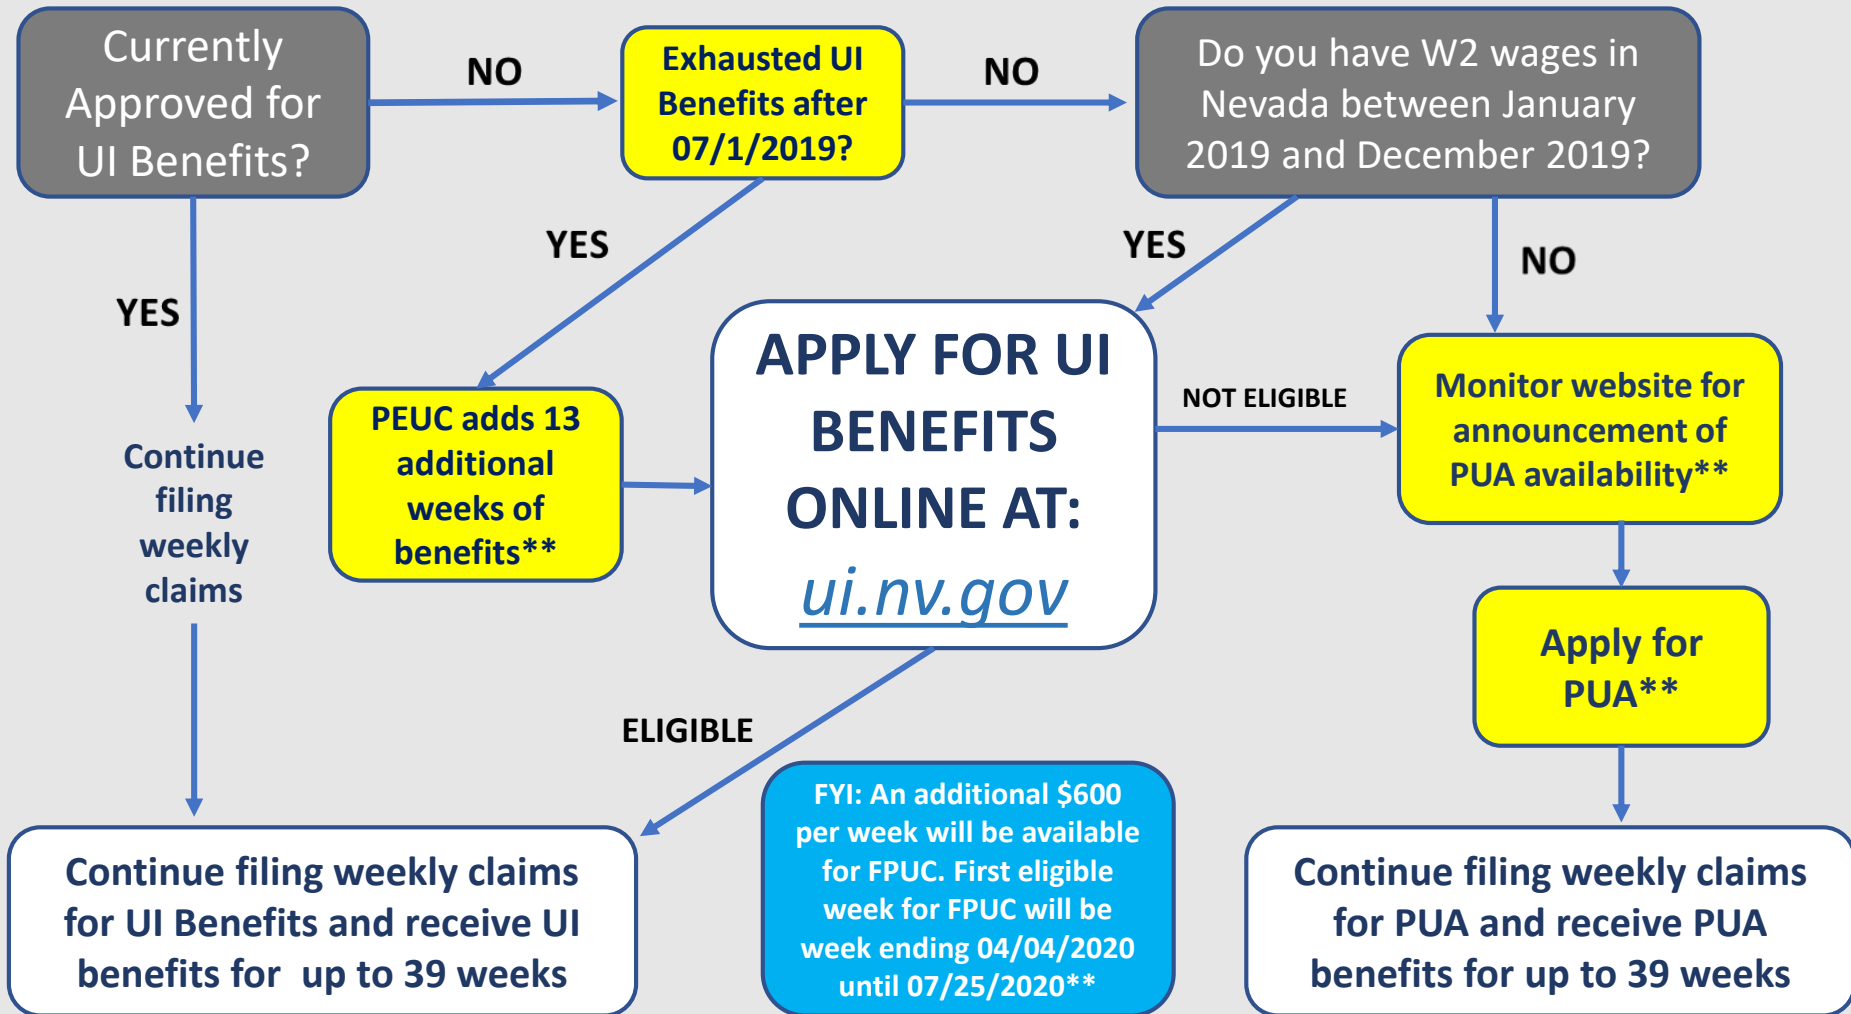 Currently
Approved for
UI Benefits?
NO
Exhausted UI
Benefits after
07/1/2019?
NO
Do you have W2 wages in
Nevada between January
2019 and December 2019?
YES
YES
YES
NO
Continue
filing
weekly
claims
PEUC adds 13
additional
weeks of
benefits**
APPLY FOR UI
BENEFITS
ONLINE AT:
ui.nv.gov
NOT ELIGIBLE
Monitor website for
announcement of
PUA availability**
Apply for
PUA**
ELIGIBLE
Continue filing weekly claims
for UI Benefits and receive UI
benefits for up to 39 weeks
FYI: An additional $600
per week will be available
for FPUC. First eligible
week for FPUC will be
week ending 04/04/2020
until 07/25/2020**
Continue filing weekly claims
for PUA and receive PUA
benefits for up to 39 weeks